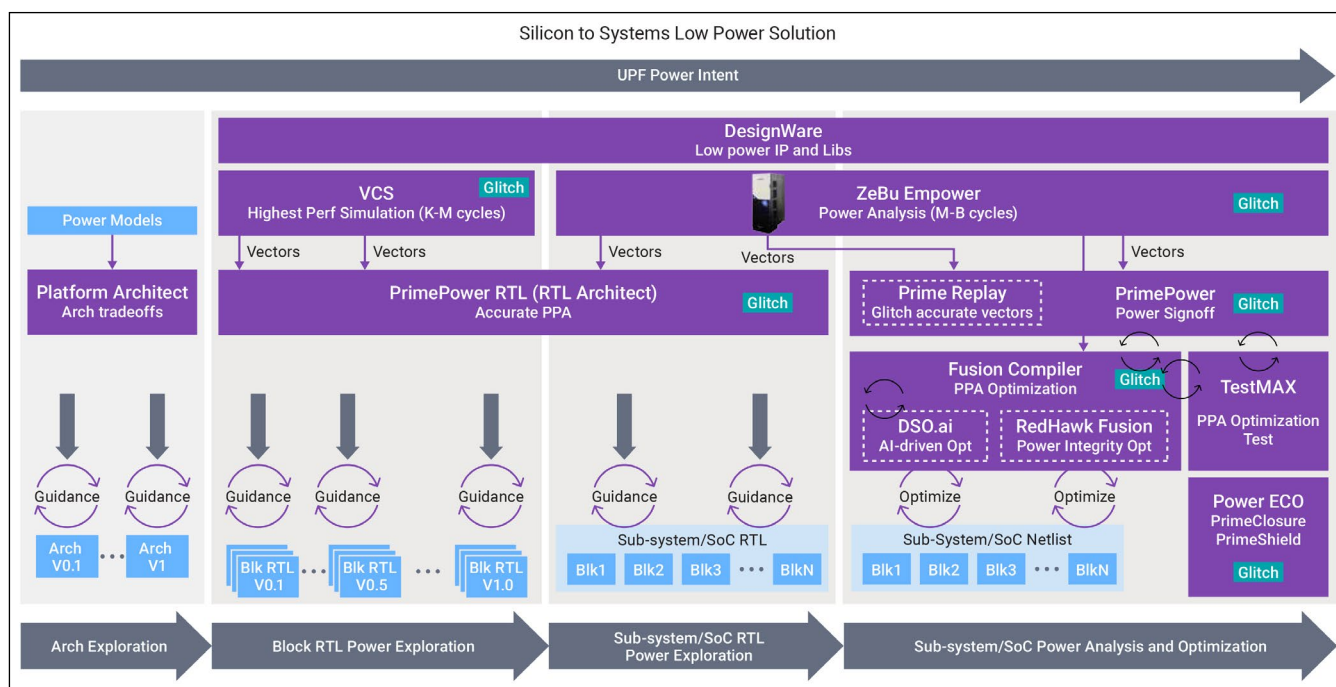 Silicon to Systems Low Power Solution
UPF Power Intent
DesignWare
Low power IP and Libs
VCS
Highest Perf Simulation (K-M cycles)
Glitch
ZeBu Empower
Power Analysis (M-B cycles)
Glitch
Power Models
Vectors
Vectors
Vectors
Vectors
Vectors
Platform Architect
Arch tradeoffs
PrimePower RTL (RTL Architect)
Accurate PPA
Glitch
Prime Replay
Glitch accurate vectors
PrimePower
Power Signoff
Glitch
Fusion Compiler
PPA Optimization
Glitch
DSO.ai
AI-driven Opt
RedHawk Fusion
Power Integrity Opt
TestMAX
PPA Optimization
Test
Guidance
Guidance
Guidance
Guidance
Guidance
Guidance
Guidance
Optimize
Optimize
Power ECO
PrimeClosure
PrimeShield
Glitch
Arch
V0.1
Arch
V1
Blk RTL
V0.1
Blk RTL
V0.5
Blk RTL
V1.0
Sub-system/SoC RTL
Blk1
Blk2
Blk3
BlkN
Sub-System/SoC Netlist
Blk1
Blk2
Blk3
BlkN
Arch Exploration
Block RTL Power Exploration
Sub-system/SoC RTL
Power Exploration
Sub-system/SoC Power Analysis and Optimization